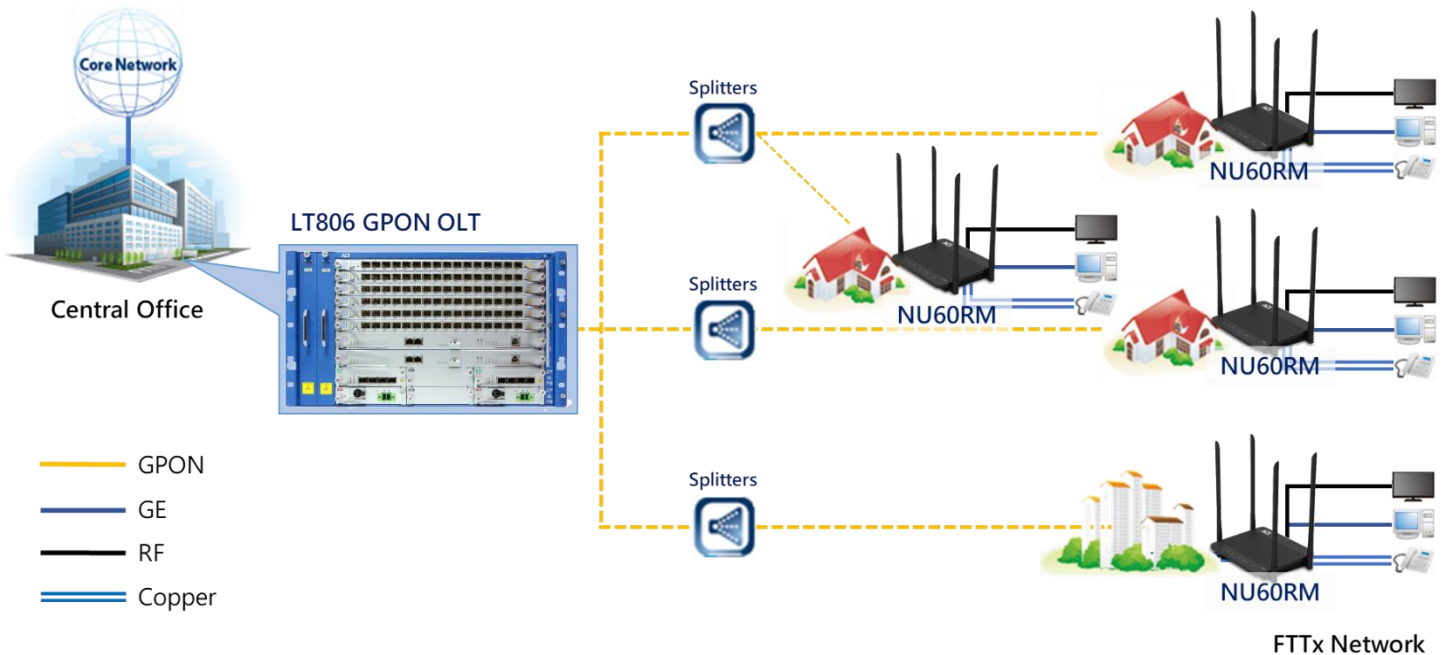 Core Network
Central Office
LT806 GPON OLT
Splitters
Splitters
Splitters
NU60RM
NU60RM
NU60RM
NU60RM
GPON
GE
RF
Copper
FTTx Network